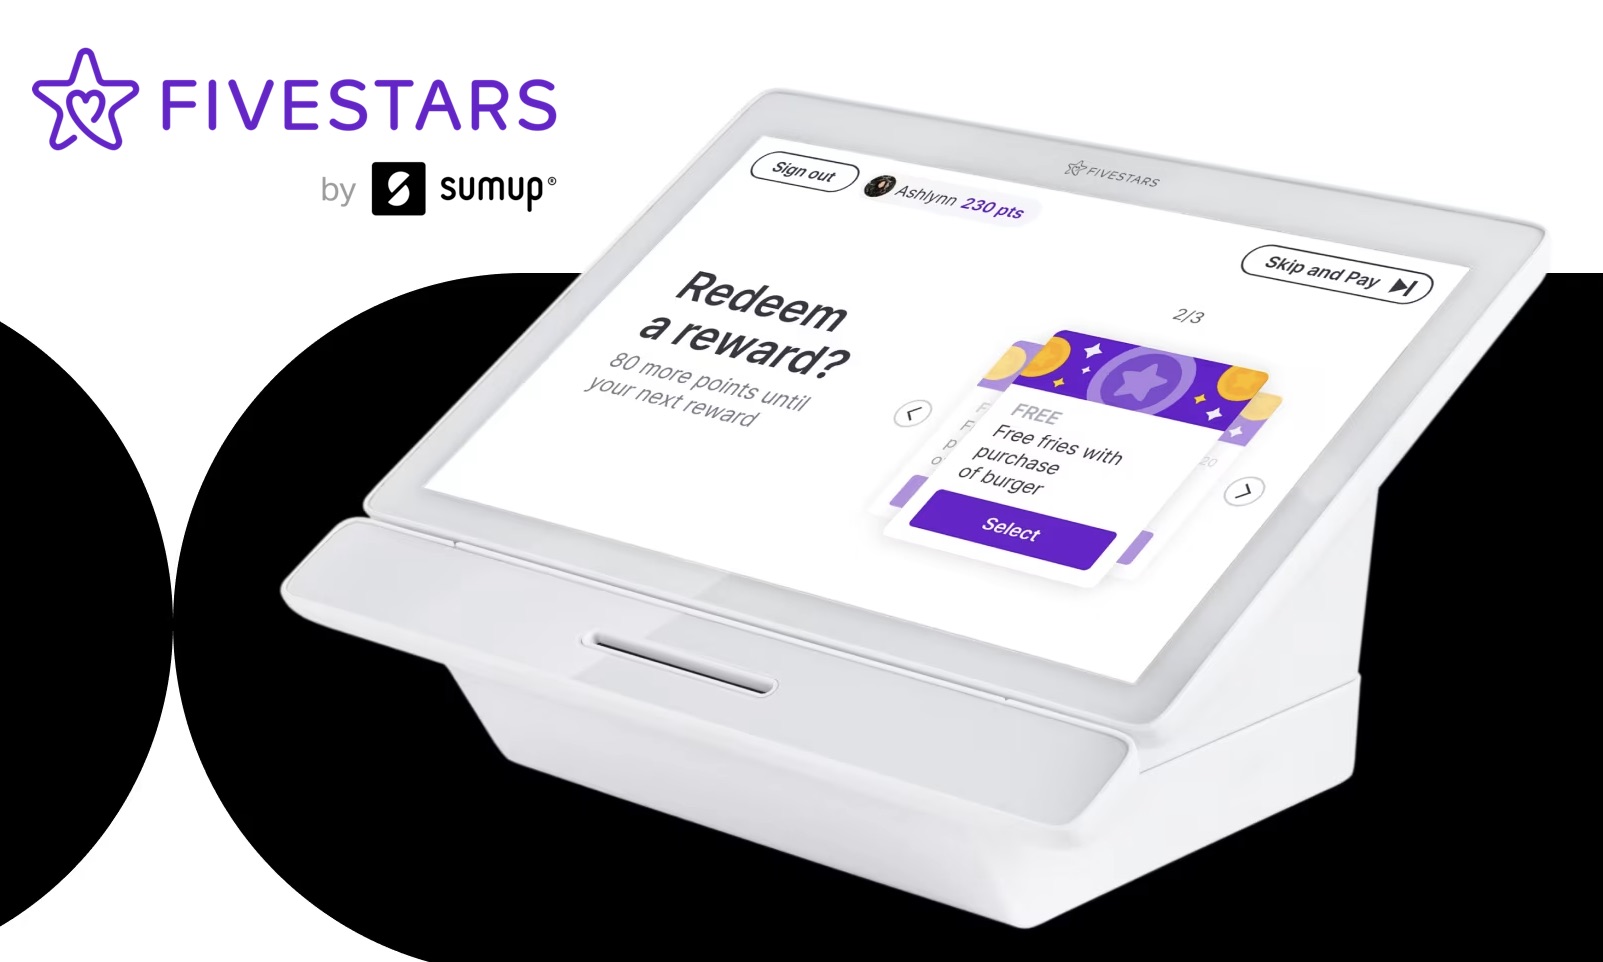 FIVESTARS
by sumup®
FIVESTARS
Sign out
Ashlynn 230 pts
Skip and Pay
Redeem
a reward?
80 more points until
your next reward
2/3
FREE
Free fries with
purchase
of burger
Select
20